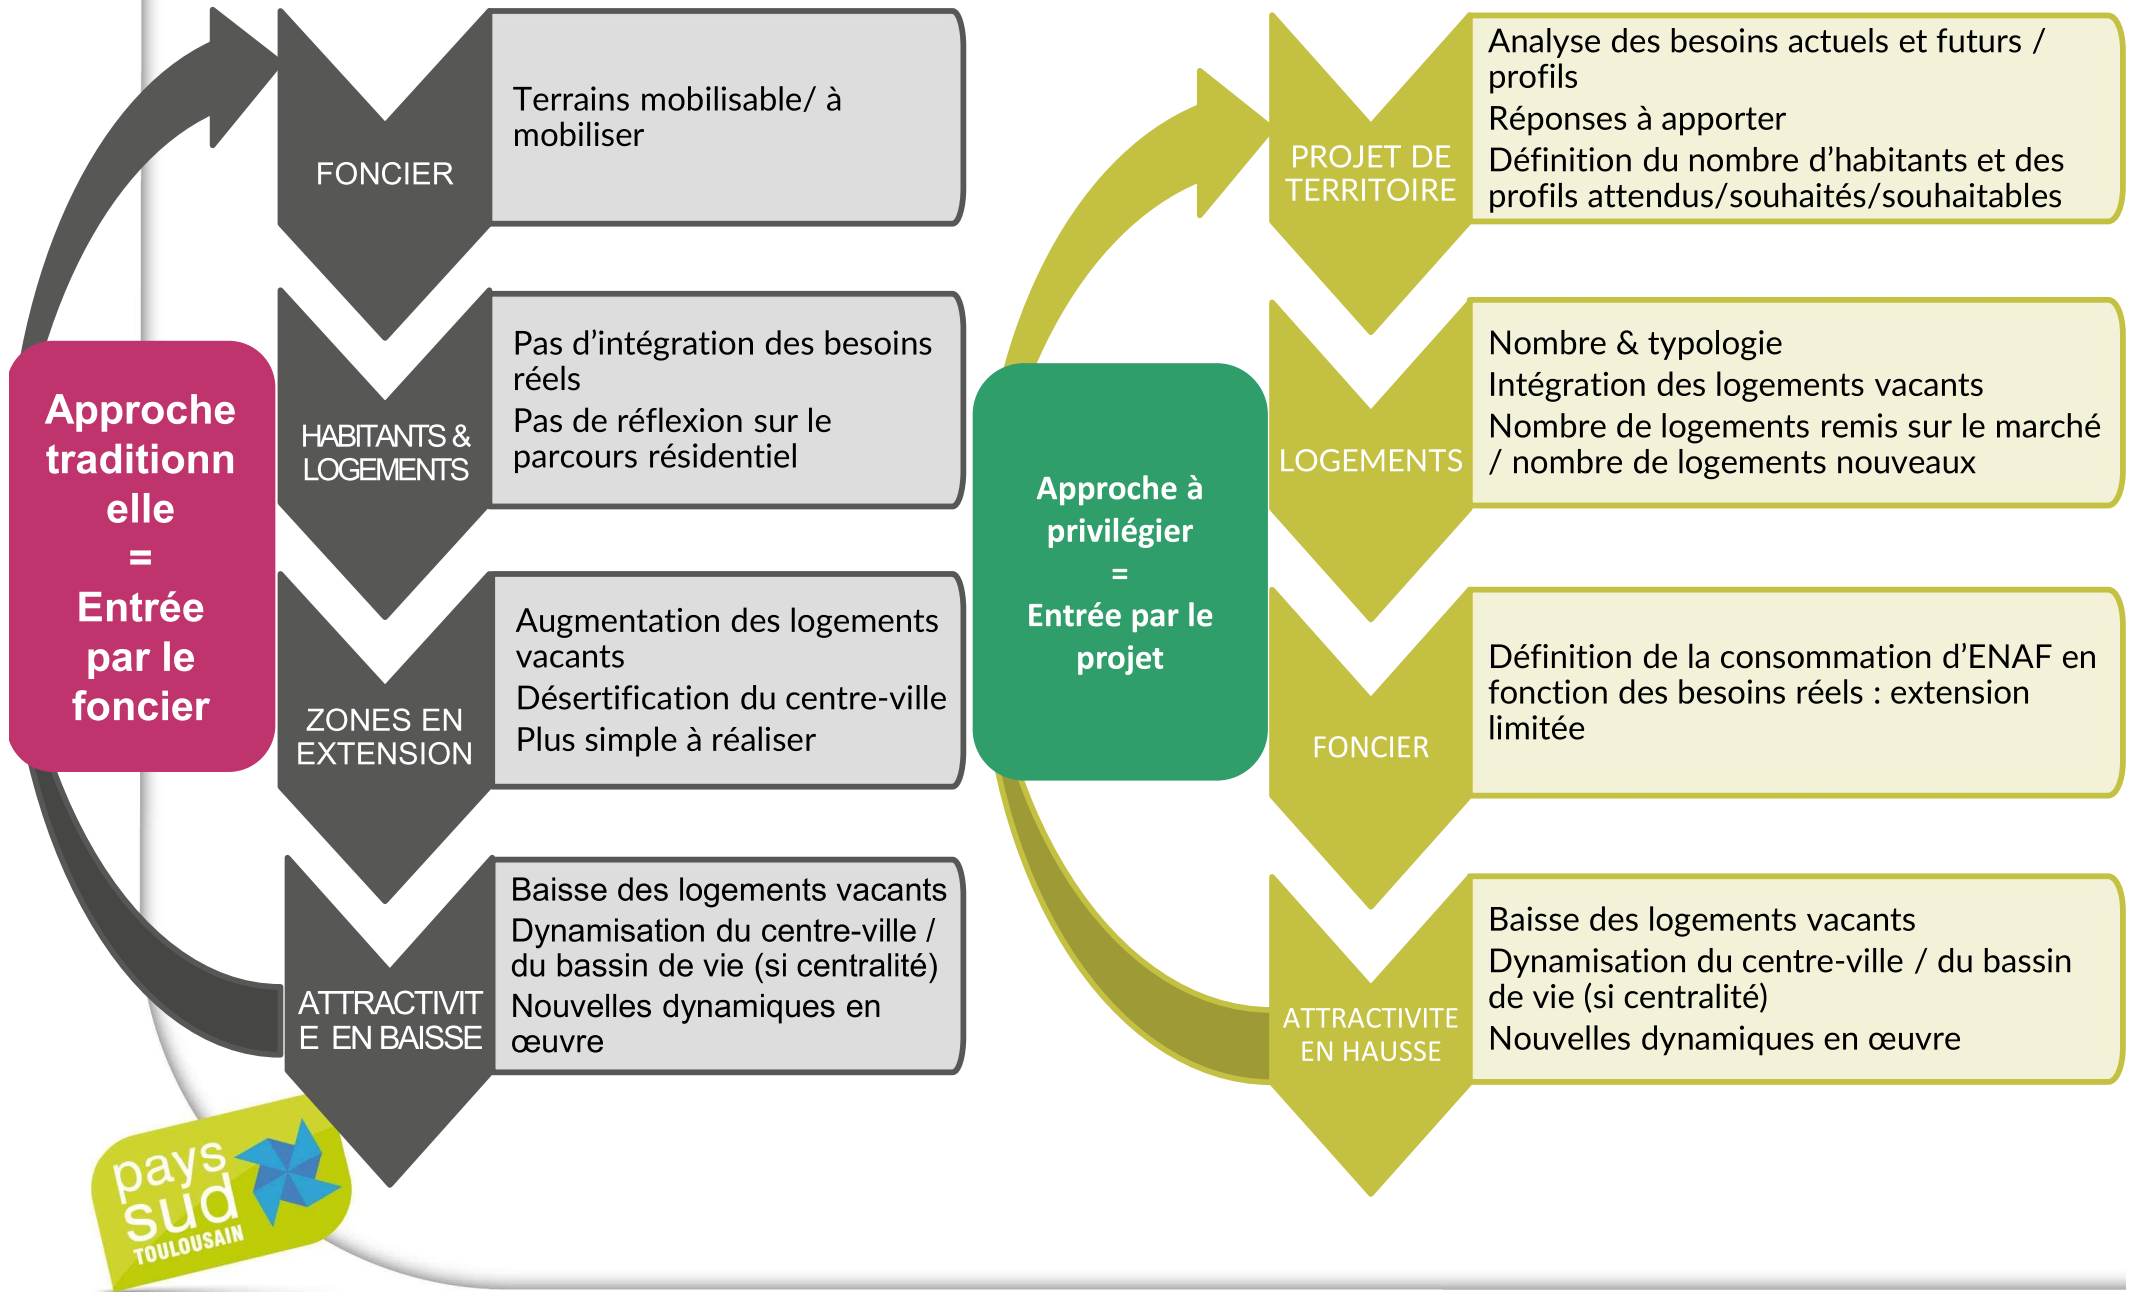 Approche
traditionn
elle
=
Entrée
par le
foncier
FONCIER
Terrains mobilisable/ à
mobiliser
HABITANTS &
LOGEMENTS
Pas d’intégration des besoins
réels
Pas de réflexion sur le
parcours résidentiel
ZONES EN
EXTENSION
Augmentation des logements
vacants
Désertification du centre-ville
Plus simple à réaliser
ATTRACTIVIT
E EN BAISSE
Baisse des logements vacants
Dynamisation du centre-ville /
du bassin de vie (si centralité)
Nouvelles dynamiques en
œuvre
Approche à
privilégier
=
Entrée par le
projet
PROJET DE
TERRITOIRE
Analyse des besoins actuels et futurs /
profils
Réponses à apporter
Définition du nombre d’habitants et des
profils attendus/souhaités/souhaitables
LOGEMENTS
Nombre & typologie
Intégration des logements vacants
Nombre de logements remis sur le marché
/ nombre de logements nouveaux
FONCIER
Définition de la consommation d’ENAF en
fonction des besoins réels : extension
limitée
ATTRACTIVITE
EN HAUSSE
Baisse des logements vacants
Dynamisation du centre-ville / du bassin
de vie (si centralité)
Nouvelles dynamiques en œuvre
pays
sud
TOULOUSAIN